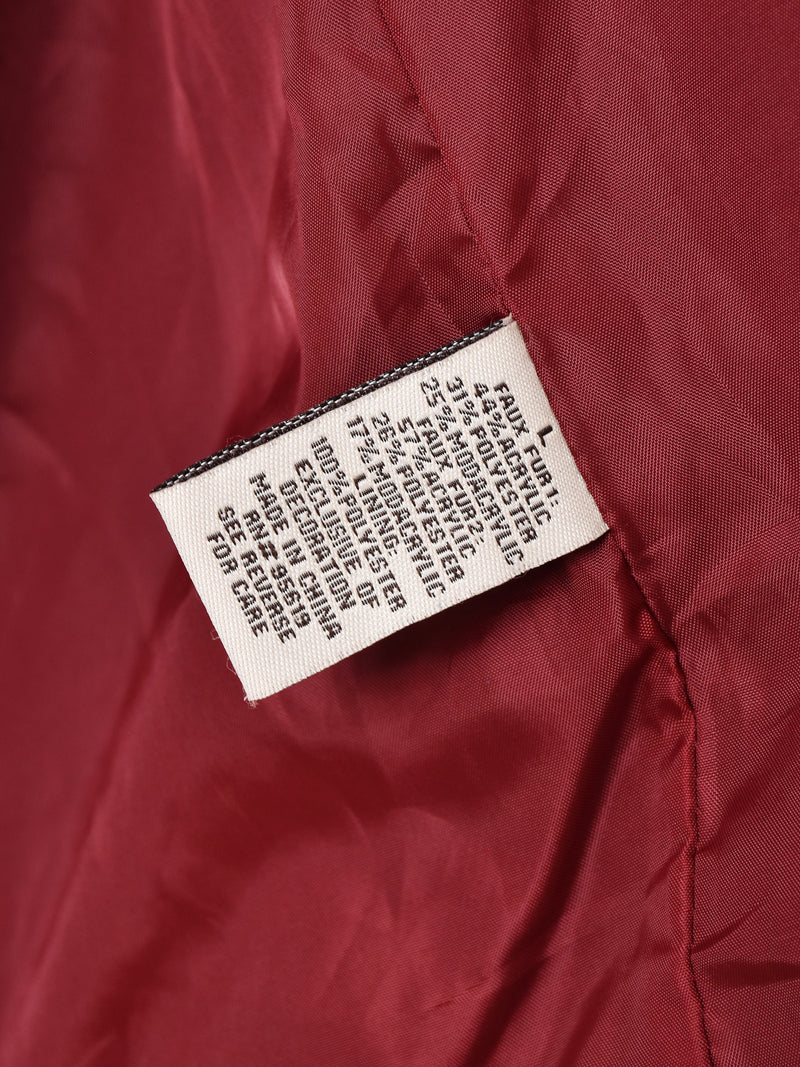 L
FAUX FUR1:
44% ACRYLIC
31% POLYESTER
25% MODACRYLIC
FAUX FUR2:
57% ACRYLIC
26% POLYESTER
17% MODACRYLIC
LINING
100% POLYESTER
EXCLUSIVE OF
DECORATION
MADE IN CHINA
RN# 95519
SEE REVERSE
FOR CARE